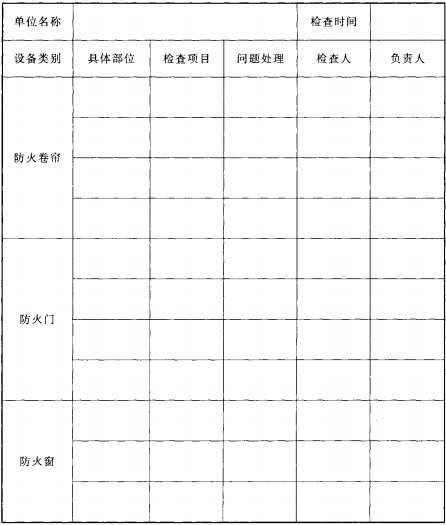 单位名称 检查时间
设备类别 具体部位 检查项目 问题处理 检查人 负责人
防火卷帘
防火门
防火窗